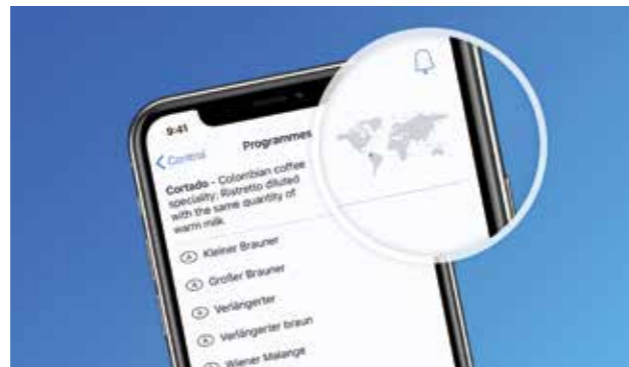 9:41
Control
Programmes
Cortado - Colombian coffee
speciality; Ristretto diluted
with the same quantity of
warm milk.
Kleiner Brauner
Großer Brauner
Verlängerter
Verlängerter braun
Wiener Melange